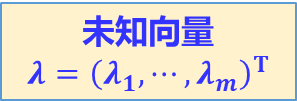 未知向量
λ = (λ₁,⋯,λₘ)ᵀ